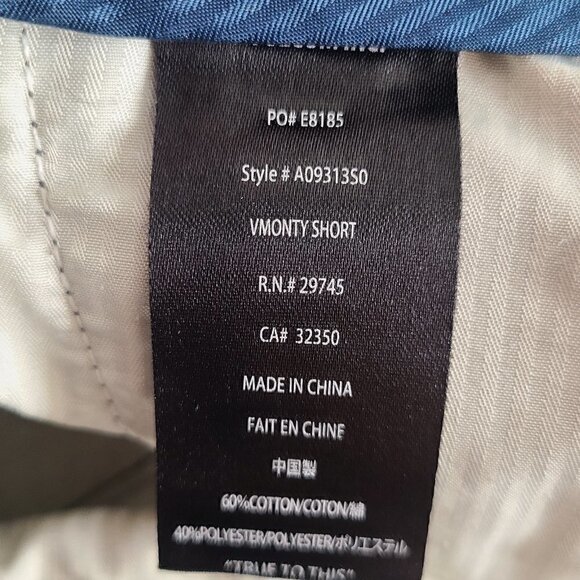 PO# E8185
Style # A09313S0
VMONTY SHORT
R.N.# 29745
CA# 32350
MADE IN CHINA
FAIT EN CHINE
中国製
60%COTTON/COTON/綿
40%POLYESTER/POLYESTER/ポリエステル
"TRUE TO THIS"